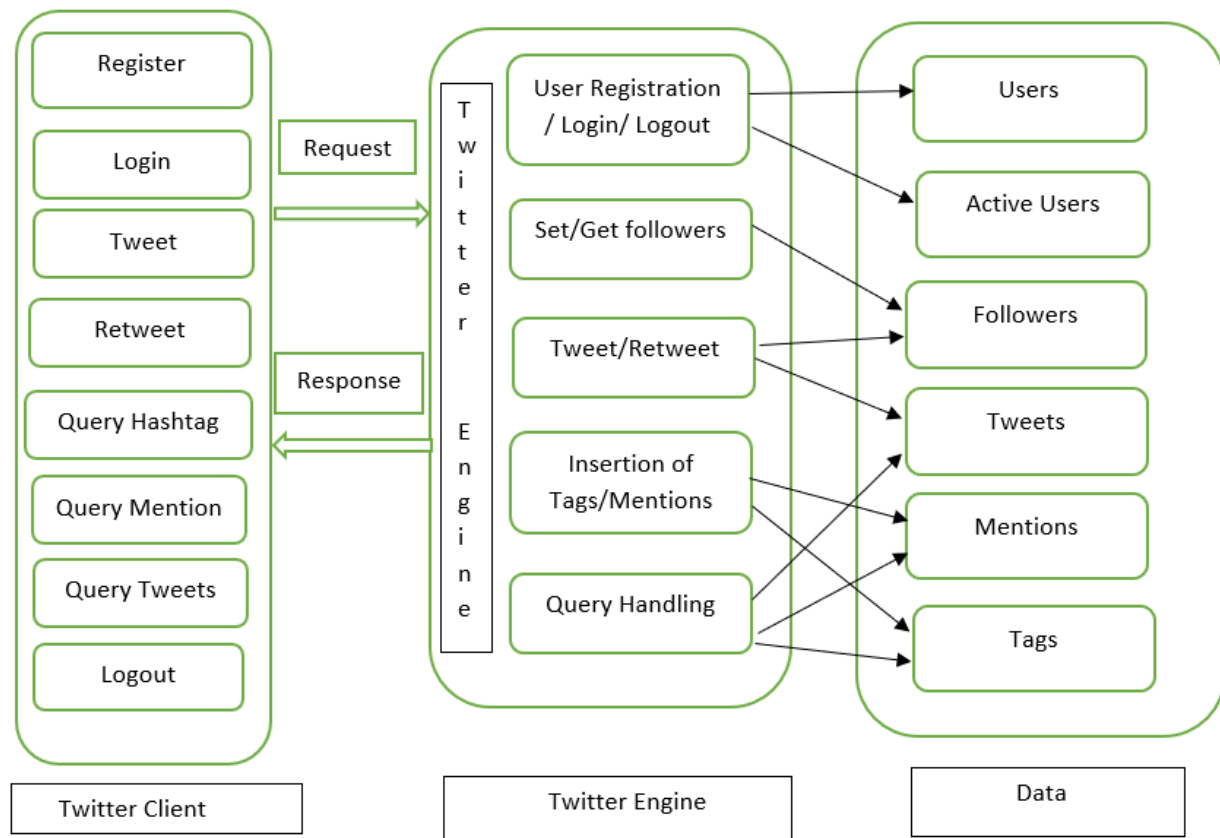 Register
Login
Tweet
Retweet
Query Hashtag
Query Mention
Query Tweets
Logout
Twitter Client
Request
Response
Twitter Engine
User Registration
/ Login/ Logout
Set/Get followers
Tweet/Retweet
Insertion of
Tags/Mentions
Query Handling
Twitter Engine
Users
Active Users
Followers
Tweets
Mentions
Tags
Data